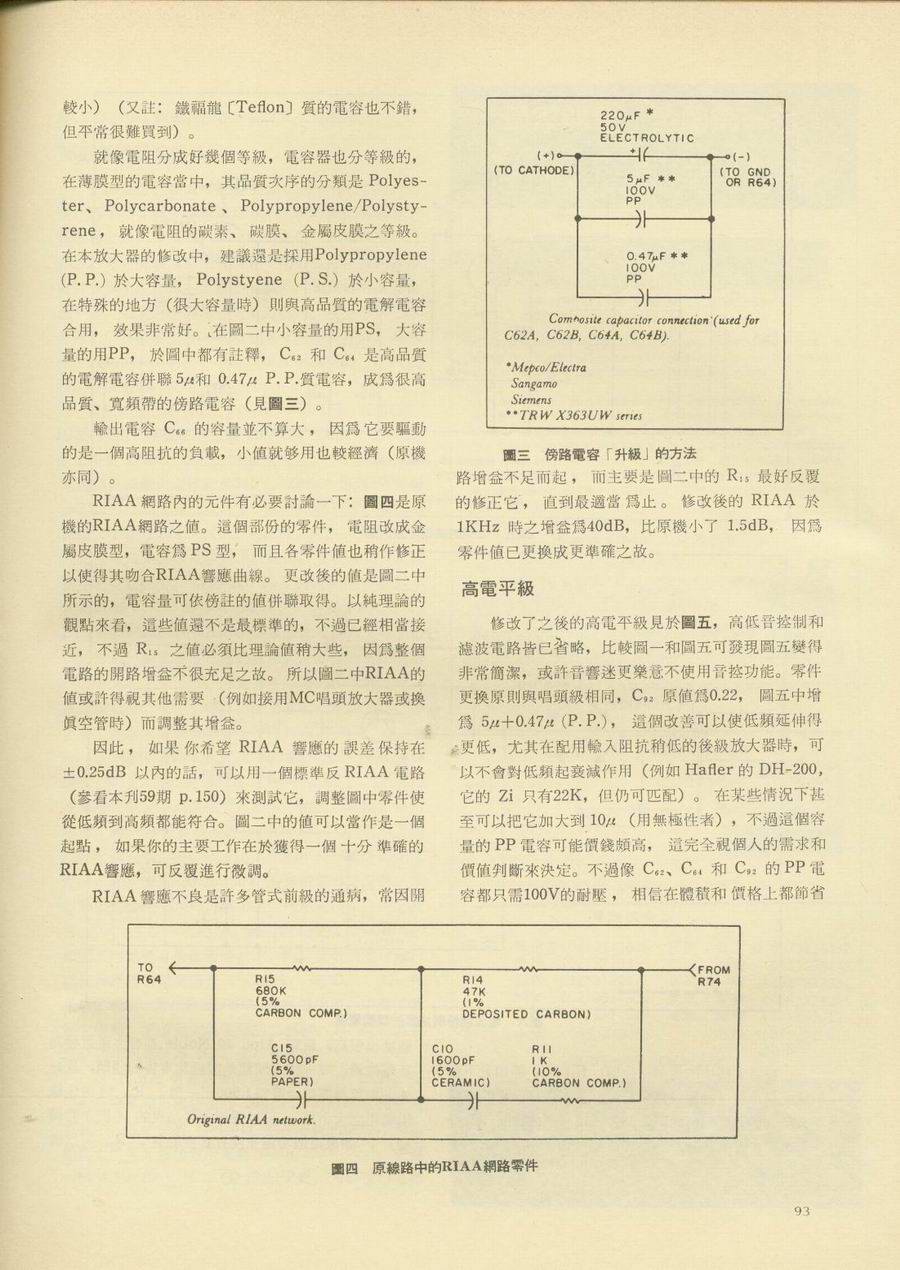 較小）（又註：鐵福龍〔Teflon〕質的電容也不錯，
但平常很難買到）。
就像電阻分成好幾個等級，電容器也分等級的，
在薄膜型的電容當中，其品質次序的分類是 Polyes-
ter、 Polycarbonate 、 Polypropylene/Polysty-
rene ，就像電阻的碳素、碳膜、金屬皮膜之等級。
在本放大器的修改中，建議還是採用Polypropylene
(P. P.) 於大容量， Polystyene (P. S.) 於小容量，
在特殊的地方（很大容量時）則與高品質的電解電容
合用，效果非常好。在圖二中小容量的用PS，大容
量的用PP，於圖中都有註釋，C₆₂ 和 C₆₄ 是高品質
的電解電容併聯 5μ和 0.47μ P. P.質電容，成爲很高
品質、寬頻帶的傍路電容（見圖三）。
輸出電容 C₆₆ 的容量並不算大，因爲它要驅動
的是一個高阻抗的負載，小値就够用也較經濟（原機
亦同）。
RIAA 網路內的元件有必要討論一下：圖四是原
機的RIAA網路之値。這個部份的零件，電阻改成金
屬皮膜型，電容爲 PS 型，而且各零件値也稍作修正
以使得其吻合RIAA響應曲線。更改後的値是圖二中
所示的，電容量可依傍註的値併聯取得。以純理論的
觀點來看，這些値還不是最標準的，不過已經相當接
近，不過 R₁₅ 之値必須比理論値稍大些，因爲整個
電路的開路增益不很充足之故。所以圖二中RIAA的
値或許得視其他需要（例如接用MC唱頭放大器或換
眞空管時）而調整其增益。
因此，如果你希望 RIAA 響應的誤差保持在
±0.25dB 以內的話，可以用一個標準反 RIAA 電路
（參看本刋59期 p. 150）來測試它，調整圖中零件使
從低頻到高頻都能符合。圖二中的値可以當作是一個
起點，如果你的主要工作在於獲得一個十分準確的
RIAA響應，可反覆進行微調。
RIAA 響應不良是許多管式前級的通病，常因開
220μF *
50V
ELECTROLYTIC
(+)
+
(-)
(TO CATHODE)
(TO GND
OR R64)
5μF **
100V
PP
0.47μF **
100V
PP
Composite capacitor connection (used for
C62A, C62B, C64A, C64B).
*Mepco/Electra
Sangamo
Siemens
**TRW X363UW series
圖三 傍路電容「升級」的方法
路增益不足而起，而主要是圖二中的 R₁₅ 最好反覆
的修正它，直到最適當爲止。修改後的 RIAA 於
1KHz 時之增益爲40dB，比原機小了 1.5dB，因爲
零件値已更換成更準確之故。
高電平級
修改了之後的高電平級見於圖五，高低音控制和
濾波電路皆已省略，比較圖一和圖五可發現圖五變得
非常簡潔，或許音響迷更樂意不使用音控功能。零件
更換原則與唱頭級相同，C₉₂ 原値爲0.22，圖五中增
爲 5μ+0.47μ (P. P.)，這個改善可以使低頻延伸得
更低，尤其在配用輸入阻抗稍低的後級放大器時，可
以不會對低頻起衰減作用（例如 Hafler 的 DH-200，
它的 Zi 只有22K，但仍可匹配）。在某些情況下甚
至可以把它加大到 10μ （用無極性者），不過這個容
量的 PP 電容可能價錢頗高，這完全視個人的需求和
價値判斷來決定。不過像 C₆₂、C₆₄ 和 C₉₂ 的 PP 電
容都只需100V的耐壓，相信在體積和價格上都節省
TO
R64
R15
680K
(5%
CARBON COMP.)
R14
47K
(1%
DEPOSITED CARBON)
FROM
R74
C15
5600pF
(5%
PAPER)
C10
1600pF
(5%
CERAMIC)
R11
1K
(10%
CARBON COMP.)
Original RIAA network.
圖四 原線路中的RIAA網路零件
93